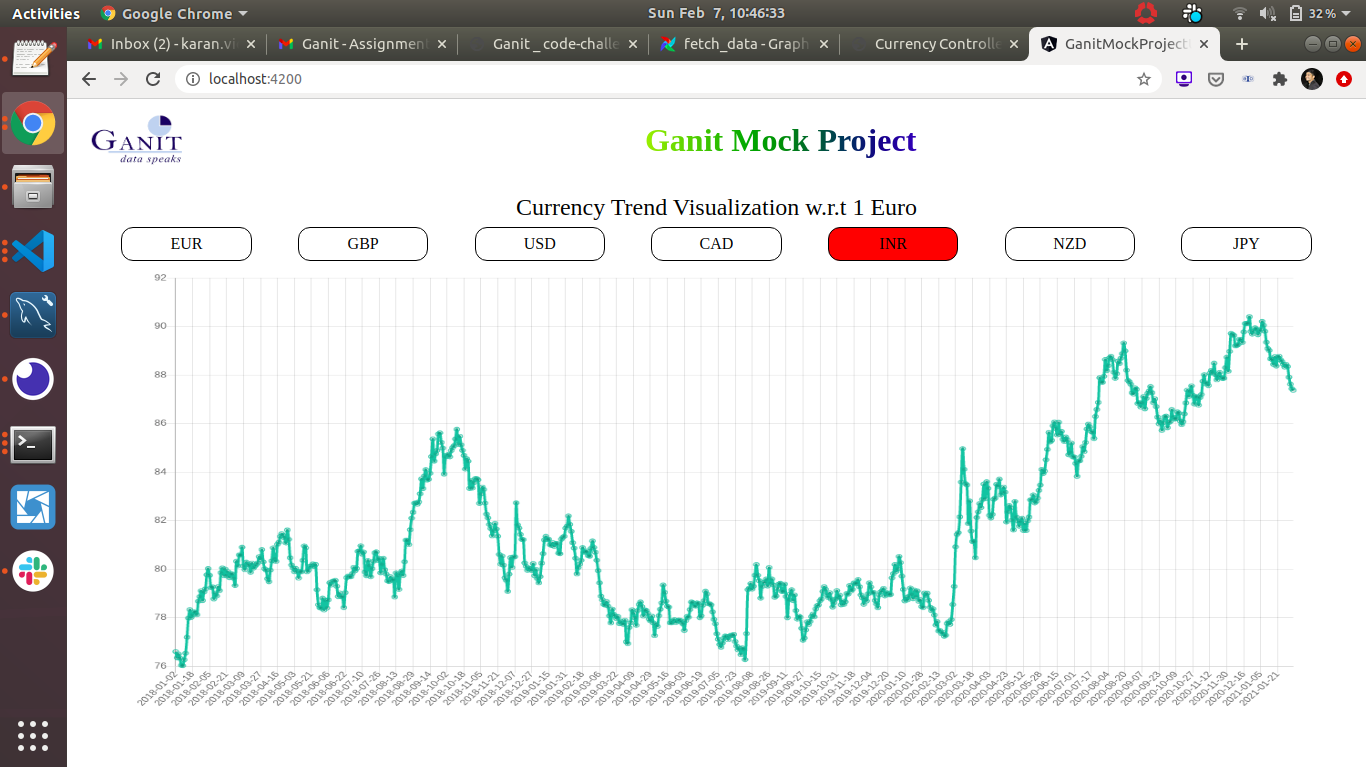 Activities Google Chrome Sun Feb 7, 10:46:33 32%
Inbox (2) - karan.vi Ganit - Assignment Ganit _ code-challe fetch_data - Graph Currency Controlle GanitMockProject
localhost:4200
GANIT
data speaks
Ganit Mock Project
Currency Trend Visualization w.r.t 1 Euro
EUR GBP USD CAD INR NZD JPY
92
90
88
86
84
82
80
78
76
2018-01-02 2018-01-18 2018-02-05 2018-02-21 2018-03-09 2018-03-27 2018-04-16 2018-05-03 2018-05-21 2018-06-06 2018-06-22 2018-07-10 2018-07-26 2018-08-13 2018-08-29 2018-09-14 2018-10-02 2018-10-18 2018-11-05 2018-11-21 2018-12-07 2018-12-27 2019-01-15 2019-01-31 2019-02-18 2019-03-06 2019-03-22 2019-04-09 2019-04-29 2019-05-16 2019-06-03 2019-06-19 2019-07-05 2019-07-23 2019-08-08 2019-08-26 2019-09-11 2019-09-27 2019-10-15 2019-10-31 2019-11-18 2019-12-04 2019-12-20 2020-01-10 2020-01-28 2020-02-13 2020-03-02 2020-03-18 2020-04-03 2020-04-23 2020-05-12 2020-05-28 2020-06-15 2020-07-01 2020-07-17 2020-08-04 2020-08-20 2020-09-07 2020-09-23 2020-10-09 2020-10-27 2020-11-12 2020-11-30 2020-12-16 2021-01-05 2021-01-21